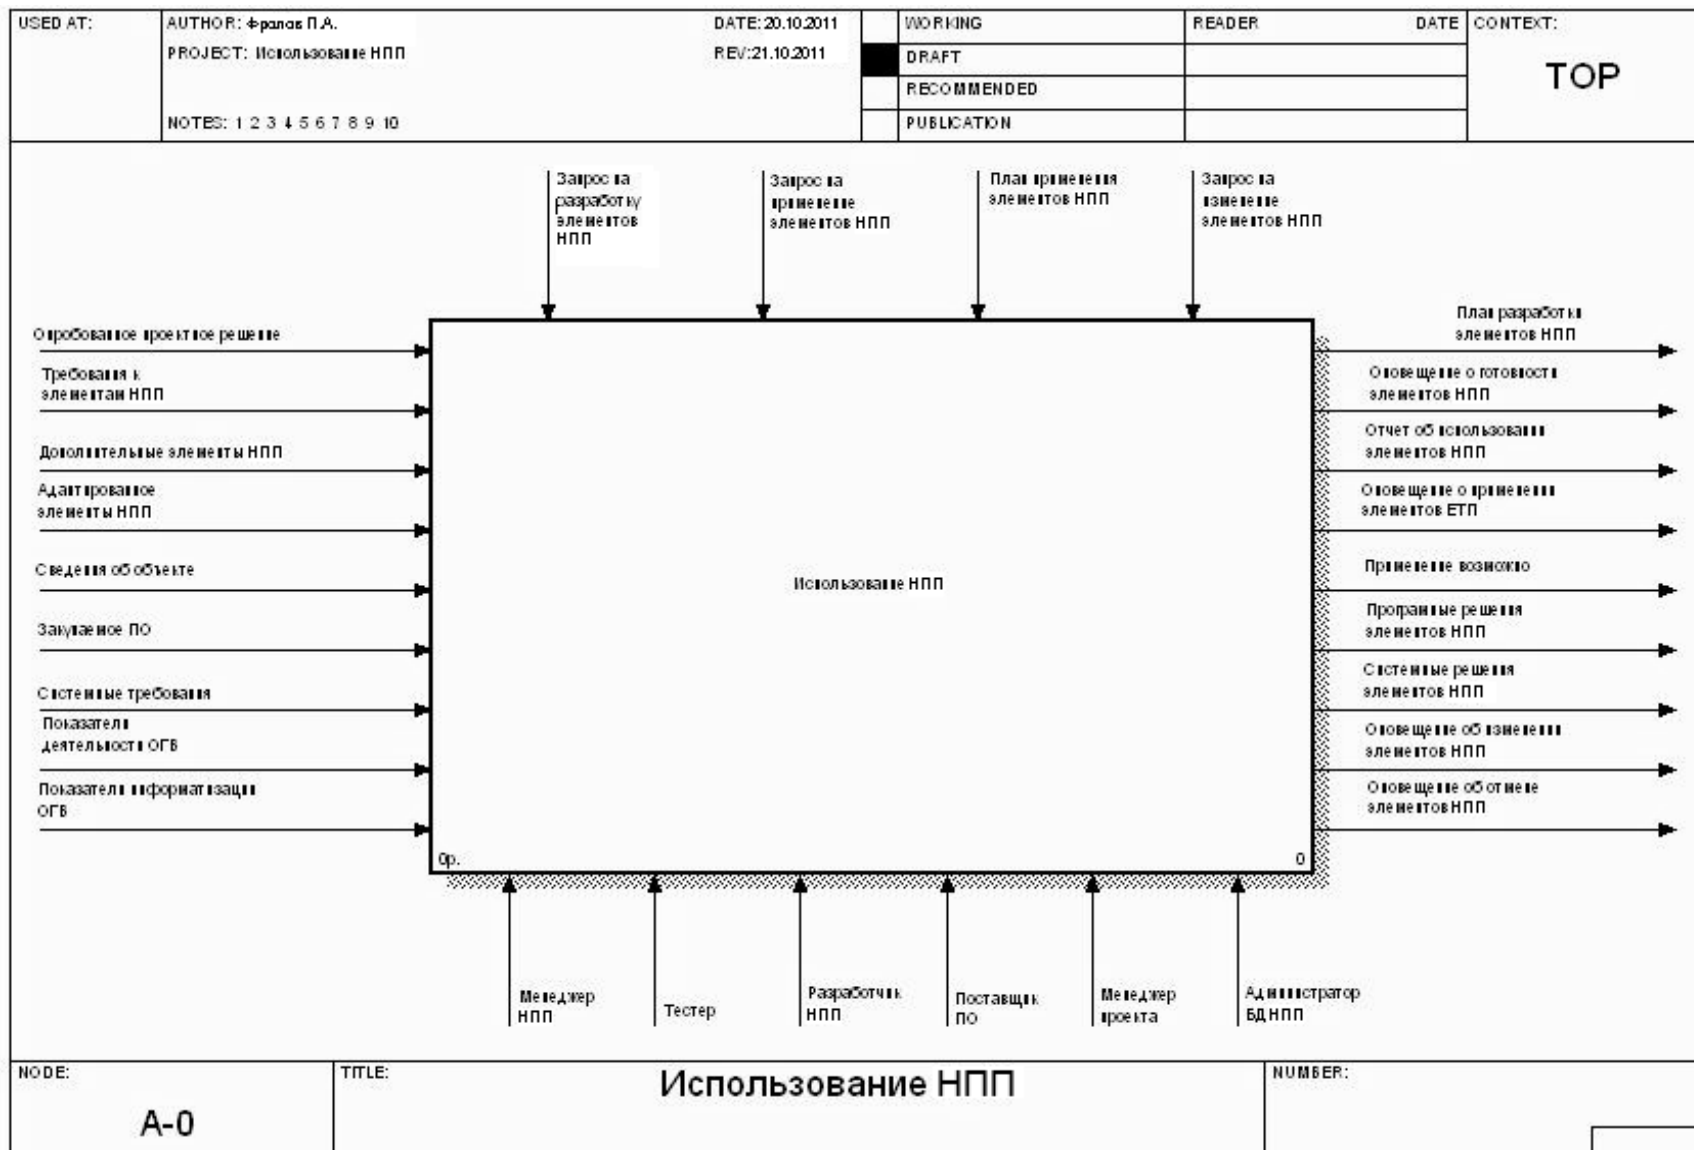 USED AT:
AUTHOR: Фралов П.А.
DATE: 20.10.2011
PROJECT: Использование НПП
REV:21.10.2011
NOTES: 1 2 3 4 5 6 7 8 9 10
WORKING
DRAFT
RECOMMENDED
PUBLICATION
READER
DATE
CONTEXT:
TOP
Запрос на
разработку
элементов
НПП
Запрос на
применение
элементов НПП
План применения
элементов НПП
Запрос на
изменение
элементов НПП
Опробованное проектное решение
Требования к
элементам НПП
Дополнительные элементы НПП
Адаптированное
элементы НПП
Сведения об объекте
Закупаемое ПО
Системные требования
Показатели
деятельности ОГВ
Показатели информатизации
ОГВ
Использование НПП
0р.
0
План разработки
элементов НПП
Оповещение о готовности
элементов НПП
Отчет об использовании
элементов НПП
Оповещение о применении
элементов ЕТП
Применение возможно
Програмные решения
элементов НПП
Системные решения
элементов НПП
Оповещение об изменении
элементов НПП
Оповещение об отмене
элементов НПП
Менеджер
НПП
Тестер
Разработчик
НПП
Поставщик
ПО
Менеджер
проекта
Администратор
БД НПП
NODE:
A-0
TITLE:
Использование НПП
NUMBER: